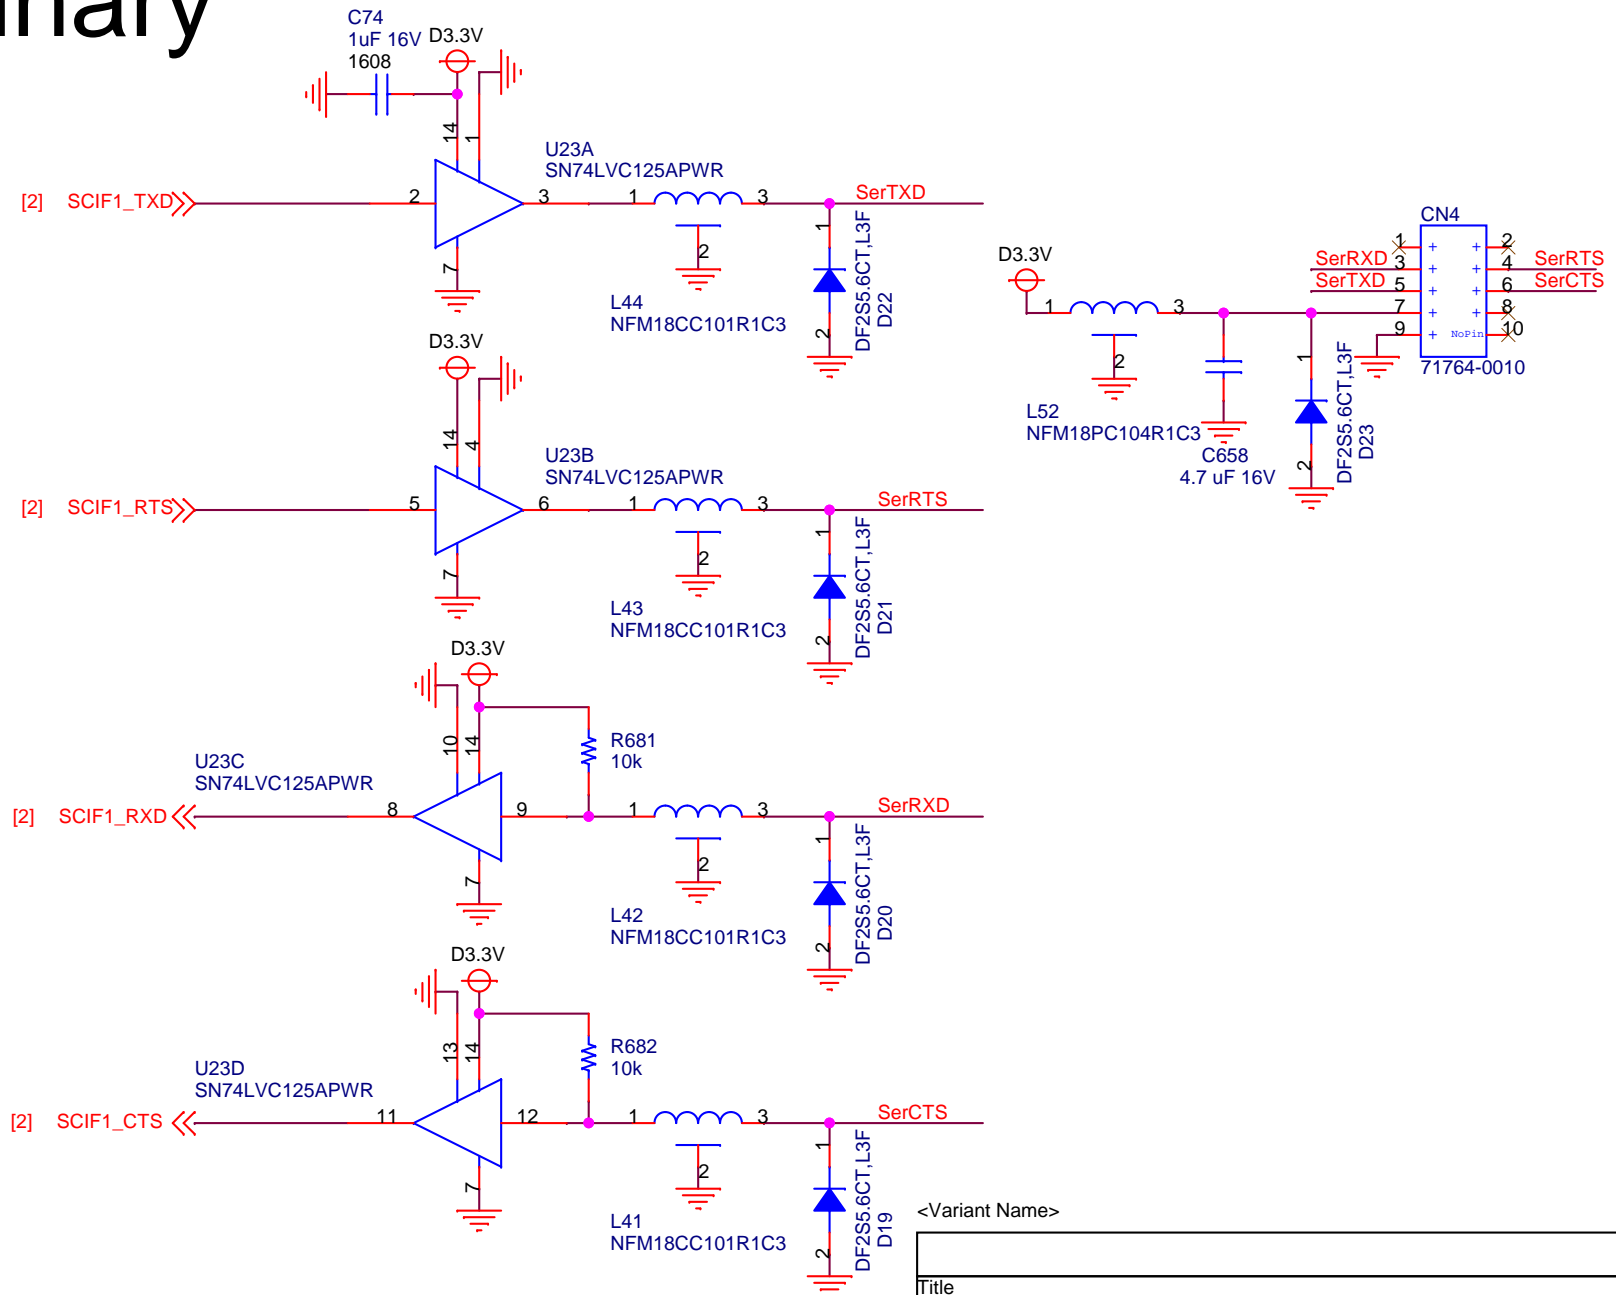 C74
1uF 16V
1608
D3.3V
14
1
U23A
SN74LVC125APWR
[2] SCIF1_TXD
2
3
1
3
SerTXD
7
2
L44
NFM18CC101R1C3
1
2
DF2S5.6CT,L3F
D22
D3.3V
14
4
U23B
SN74LVC125APWR
[2] SCIF1_RTS
5
6
1
3
SerRTS
7
2
L43
NFM18CC101R1C3
1
2
DF2S5.6CT,L3F
D21
D3.3V
10
14
R681
10k
U23C
SN74LVC125APWR
[2] SCIF1_RXD
8
9
1
3
SerRXD
7
2
L42
NFM18CC101R1C3
1
2
DF2S5.6CT,L3F
D20
D3.3V
13
14
R682
10k
U23D
SN74LVC125APWR
[2] SCIF1_CTS
11
12
1
3
SerCTS
7
2
L41
NFM18CC101R1C3
1
2
DF2S5.6CT,L3F
D19
D3.3V
1
3
2
L52
NFM18PC104R1C3
C658
4.7 uF 16V
1
2
DF2S5.6CT,L3F
D23
CN4
1 2
SerRXD 3 4 SerRTS
SerTXD 5 6 SerCTS
7 8
9 NoPin 10
71764-0010
<Variant Name>
Title